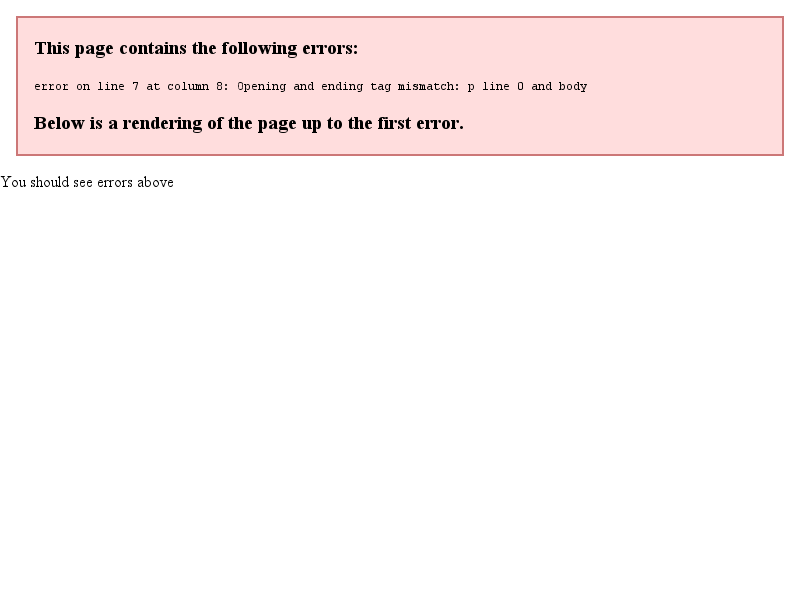 This page contains the following errors:
error on line 7 at column 8: Opening and ending tag mismatch: p line 0 and body
Below is a rendering of the page up to the first error.
You should see errors above